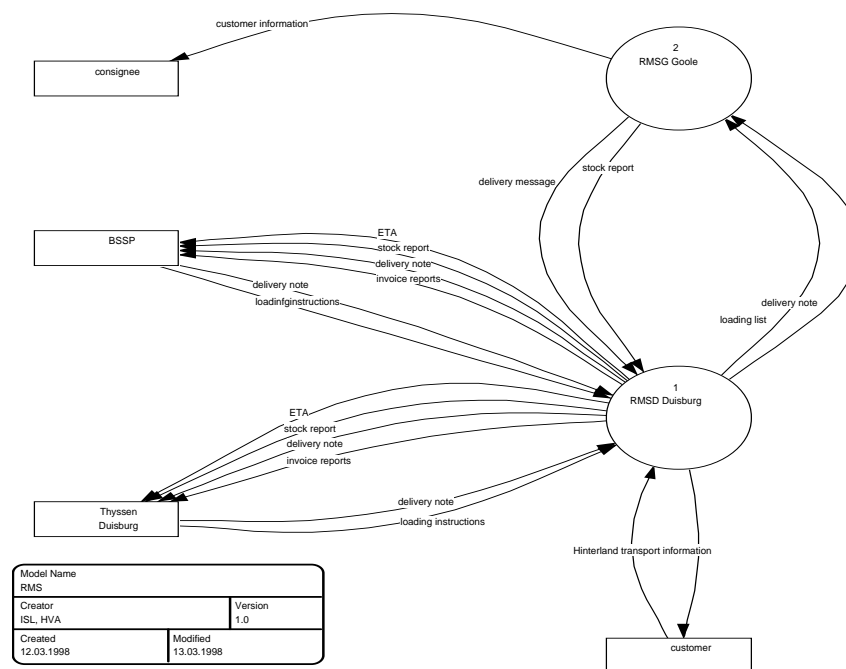 customer information
2
RMSG Goole
consignee
delivery message
stock report
BSSP
ETA
stock report
delivery note
invoice reports
delivery note
loadinfginstructions
delivery note
loading list
1
RMSD Duisburg
ETA
stock report
delivery note
invoice reports
delivery note
loading instructions
Thyssen
Duisburg
Hinterland transport information
customer
Model Name
RMS
Creator
ISL, HVA
Version
1.0
Created
12.03.1998
Modified
13.03.1998